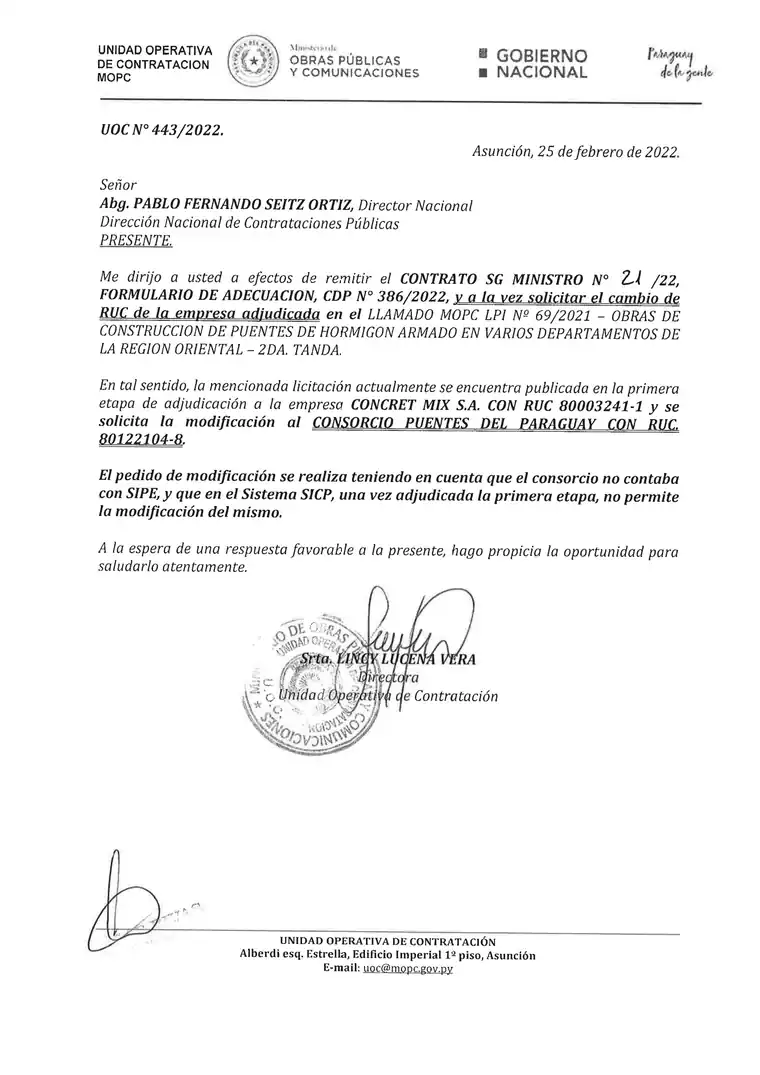 UNIDAD OPERATIVA
DE CONTRATACION
MOPC
Ministerio de
OBRAS PÚBLICAS
Y COMUNICACIONES
GOBIERNO
NACIONAL
Paraguay
de la gente
UOC N° 443/2022.
Asunción, 25 de febrero de 2022.
Señor
Abg. PABLO FERNANDO SEITZ ORTIZ, Director Nacional
Dirección Nacional de Contrataciones Públicas
PRESENTE.
Me dirijo a usted a efectos de remitir el CONTRATO SG MINISTRO N° 21 /22,
FORMULARIO DE ADECUACION, CDP N° 386/2022, y a la vez solicitar el cambio de
RUC de la empresa adjudicada en el LLAMADO MOPC LPI Nº 69/2021 – OBRAS DE
CONSTRUCCION DE PUENTES DE HORMIGON ARMADO EN VARIOS DEPARTAMENTOS DE
LA REGION ORIENTAL – 2DA. TANDA.
En tal sentido, la mencionada licitación actualmente se encuentra publicada en la primera
etapa de adjudicación a la empresa CONCRET MIX S.A. CON RUC 80003241-1 y se
solicita la modificación al CONSORCIO PUENTES DEL PARAGUAY CON RUC.
80122104-8.
El pedido de modificación se realiza teniendo en cuenta que el consorcio no contaba
con SIPE, y que en el Sistema SICP, una vez adjudicada la primera etapa, no permite
la modificación del mismo.
A la espera de una respuesta favorable a la presente, hago propicia la oportunidad para
saludarlo atentamente.
Srta. LINCY LUCENA VERA
Directora
Unidad Operativa de Contratación
UNIDAD OPERATIVA DE CONTRATACIÓN
Alberdi esq. Estrella, Edificio Imperial 1º piso, Asunción
E-mail: uoc@mopc.gov.py